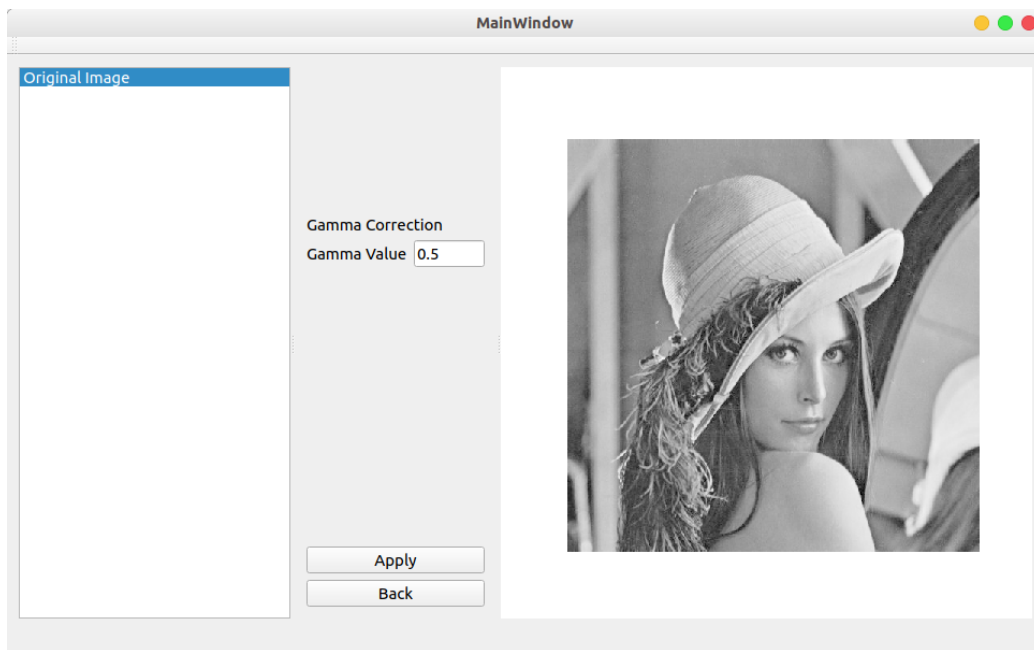 MainWindow
Original Image
Gamma Correction
Gamma Value 0.5
Apply
Back